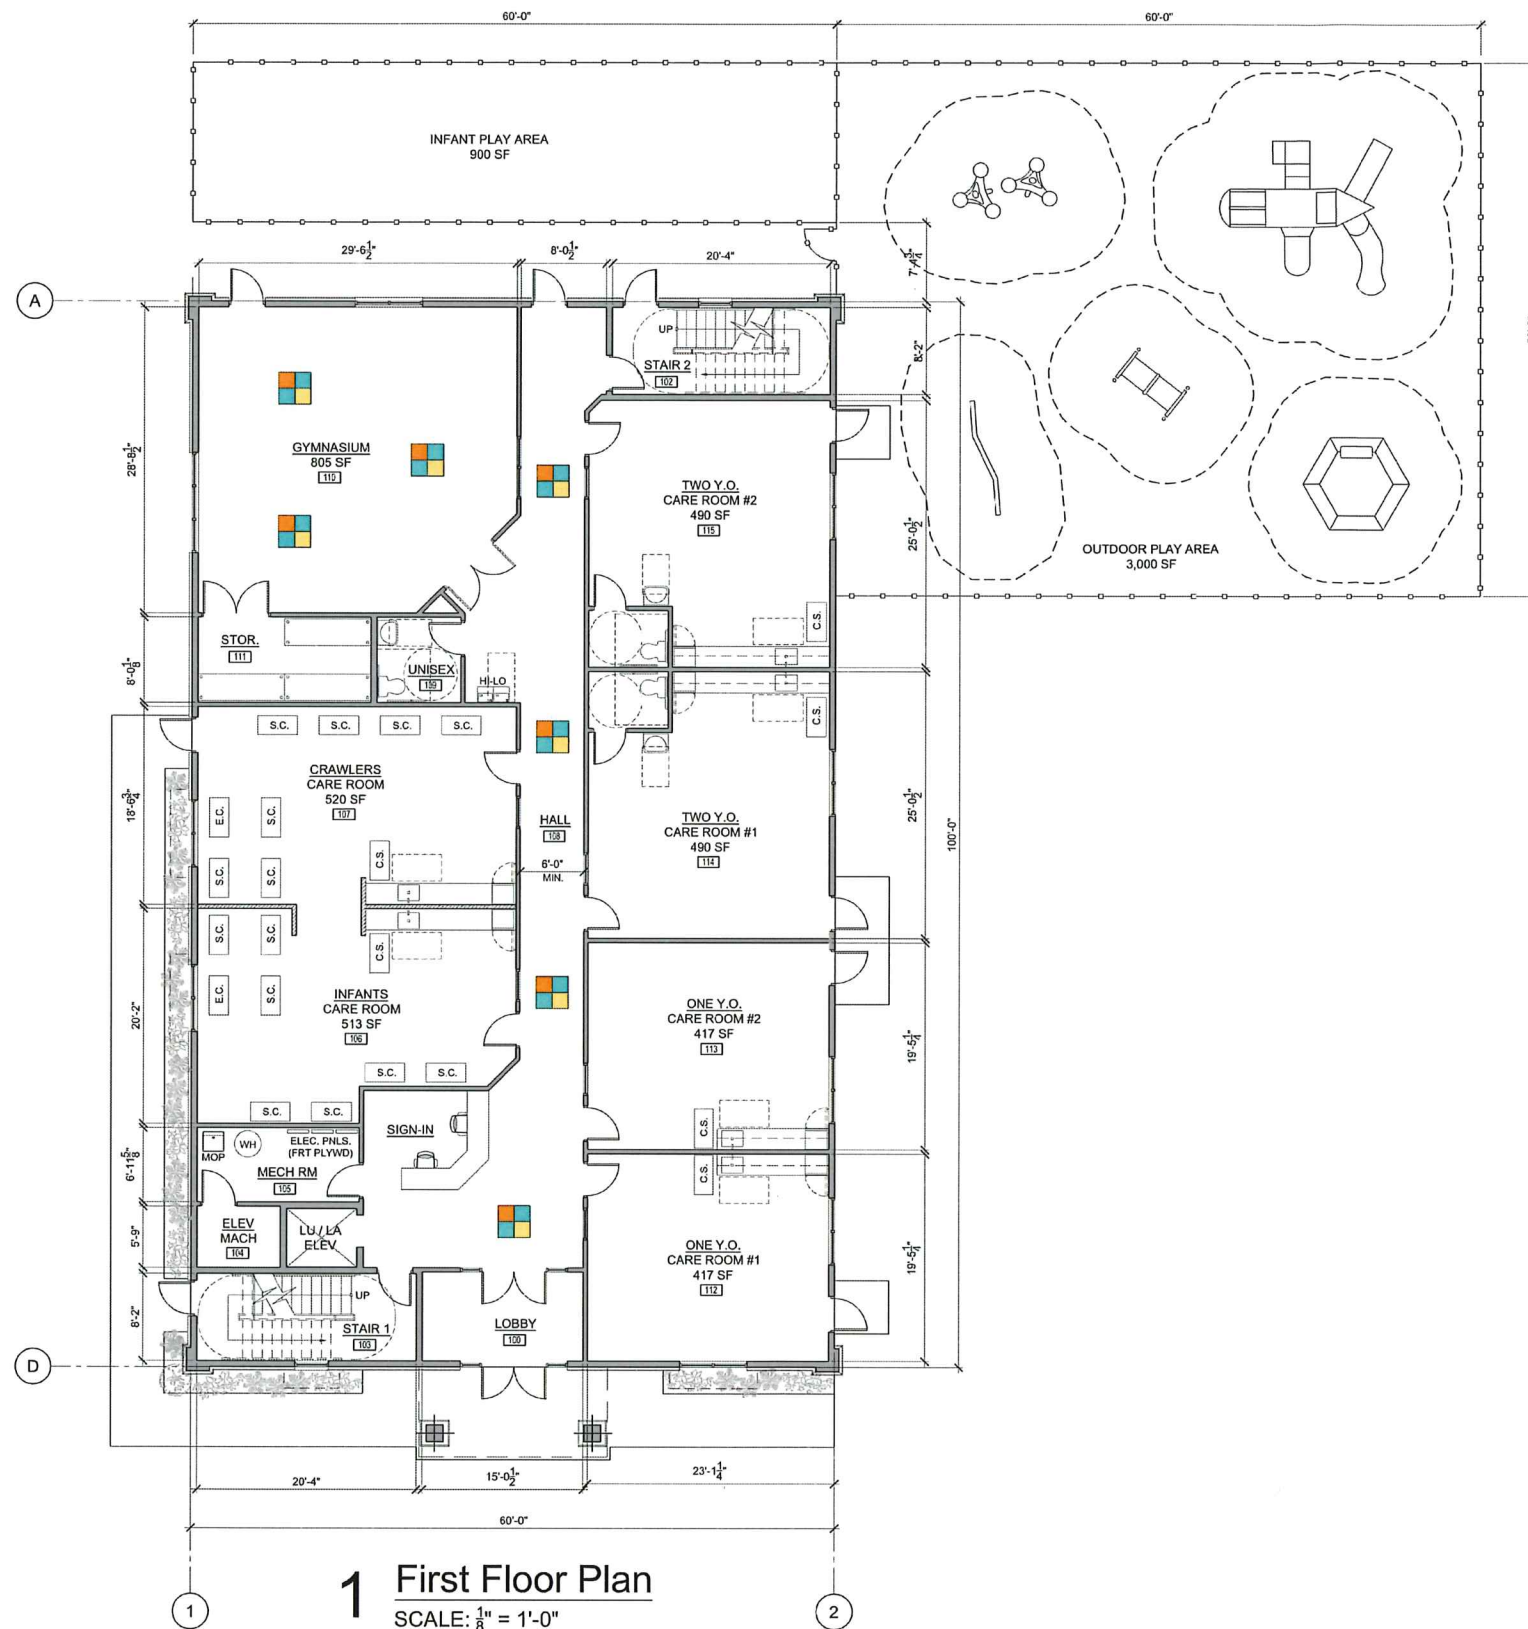 60'-0"
60'-0"
INFANT PLAY AREA
900 SF
29'-6 1/2"
8'-0 1/2"
20'-4"
7'-4 3/4"
A
UP
STAIR 2
102
8'-2"
28'-8 1/2"
GYMNASIUM
805 SF
110
TWO Y.O.
CARE ROOM #2
490 SF
115
25'-0 1/2"
OUTDOOR PLAY AREA
3,000 SF
C.S.
STOR.
111
UNISEX
109
HI-LO
8'-0 1/8"
C.S.
S.C.
S.C.
S.C.
S.C.
CRAWLERS
CARE ROOM
520 SF
107
18'-6 3/4"
E.C.
S.C.
HALL
108
TWO Y.O.
CARE ROOM #1
490 SF
114
25'-0 1/2"
100'-0"
S.C.
S.C.
C.S.
6'-0"
MIN.
S.C.
S.C.
C.S.
E.C.
S.C.
INFANTS
CARE ROOM
513 SF
106
20'-2"
ONE Y.O.
CARE ROOM #2
417 SF
113
19'-5 1/4"
S.C.
S.C.
S.C.
S.C.
SIGN-IN
C.S.
MOP
WH
ELEC. PNLS.
(FRT PLYWD)
MECH RM
105
6'-11 5/8"
C.S.
ELEV
MACH
104
LU / LA
ELEV
5'-9"
ONE Y.O.
CARE ROOM #1
417 SF
112
19'-5 1/4"
UP
STAIR 1
103
8'-2"
LOBBY
100
D
20'-4"
15'-0 1/2"
23'-1 1/4"
60'-0"
1
First Floor Plan
SCALE: 1/8" = 1'-0"
1
2